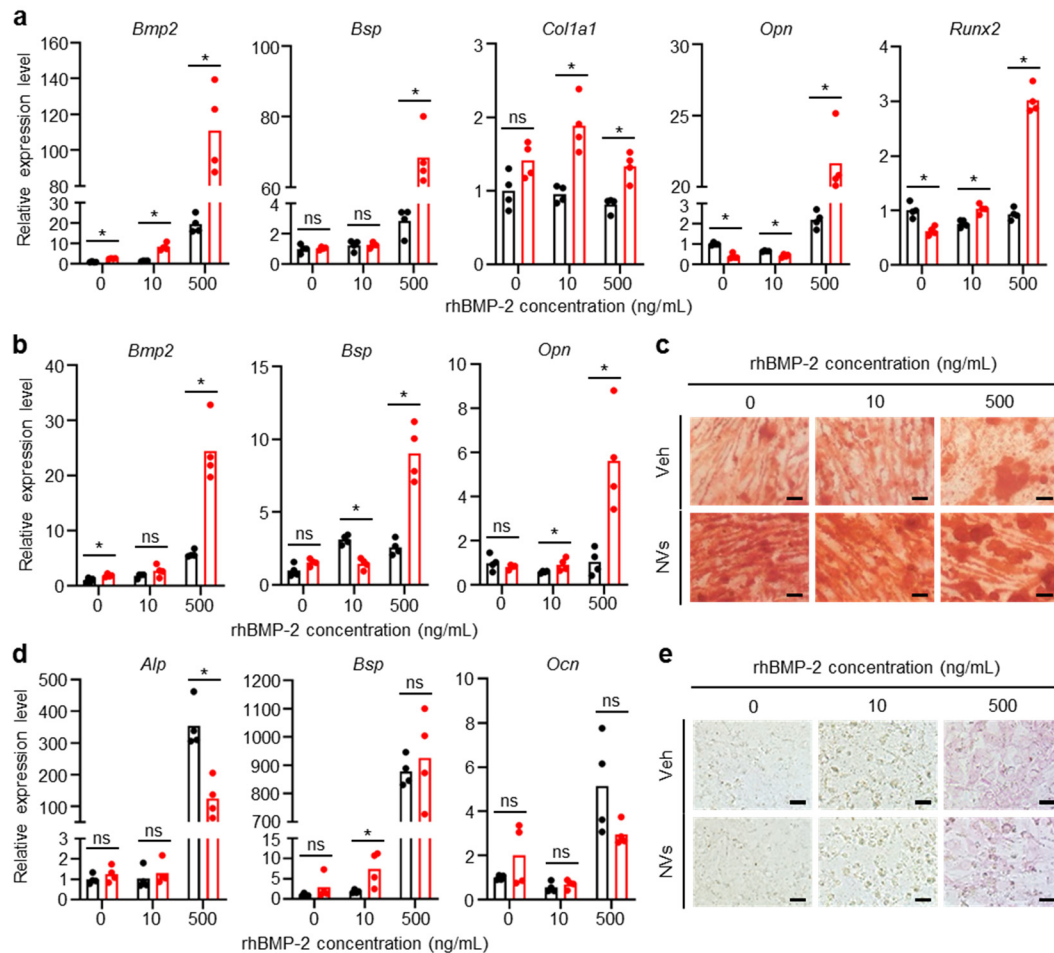 a
Bmp2 Bsp Col1a1 Opn Runx2
Relative expression level
160 140 120 100 80 40 30 20 10 0
* * *
0 10 500
100 80 60 8 6 4 2 0
ns ns *
0 10 500
3 2 1 0
ns * *
0 10 500
30 25 20 4 3 2 1 0
* * *
0 10 500
4 3 2 1 0
* * *
0 10 500
rhBMP-2 concentration (ng/mL)
b
Bmp2 Bsp Opn
Relative expression level
40 30 20 10 0
* ns *
0 10 500
15 10 5 0
ns * *
0 10 500
10 8 6 4 2 0
ns * *
0 10 500
rhBMP-2 concentration (ng/mL)
c
rhBMP-2 concentration (ng/mL)
0 10 500
Veh
NVs
d
Alp Bsp Ocn
Relative expression level
500 400 300 200 100 3 2 1 0
ns ns *
0 10 500
1200 1100 1000 900 800 700 15 10 5 0
ns * ns
0 10 500
10 8 6 4 2 0
ns ns ns
0 10 500
rhBMP-2 concentration (ng/mL)
e
rhBMP-2 concentration (ng/mL)
0 10 500
Veh
NVs